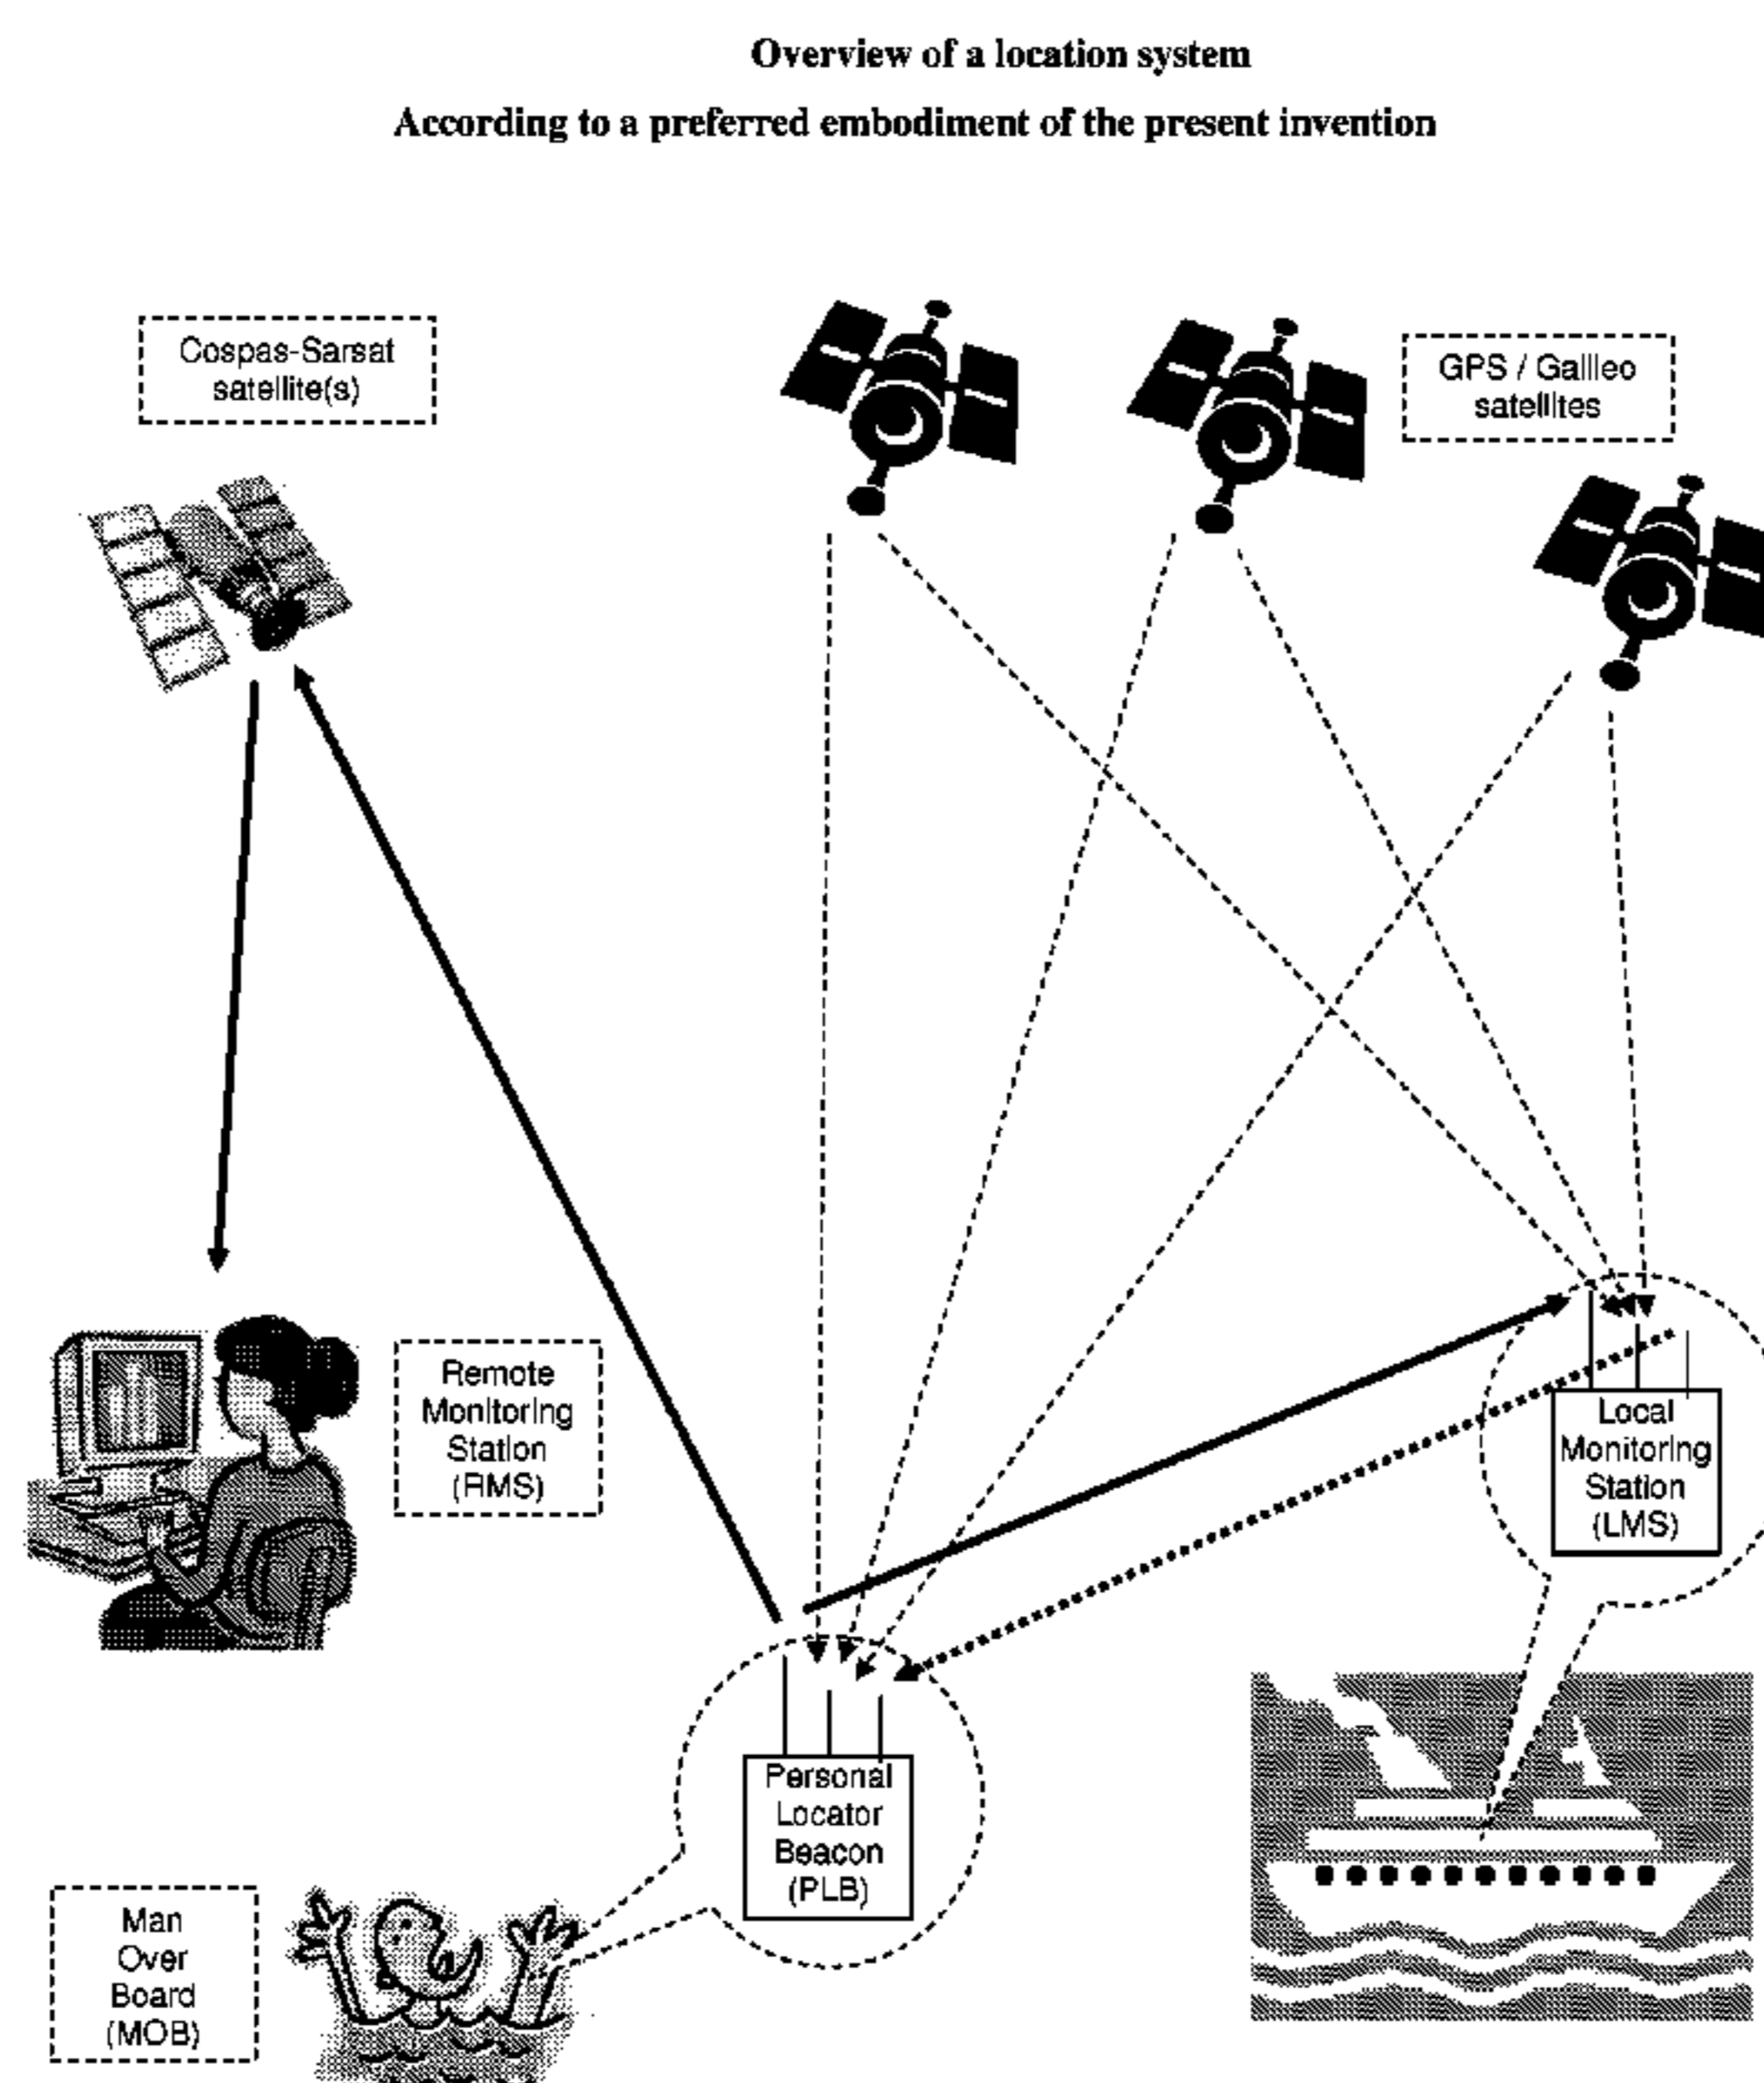 Overview of a location system
According to a preferred embodiment of the present invention
Cospas-Sarsat
satellite(s)
GPS / Galileo
satellites
Remote
Monitoring
Station
(RMS)
Local
Monitoring
Station
(LMS)
Personal
Locator
Beacon
(PLB)
Man
Over
Board
(MOB)